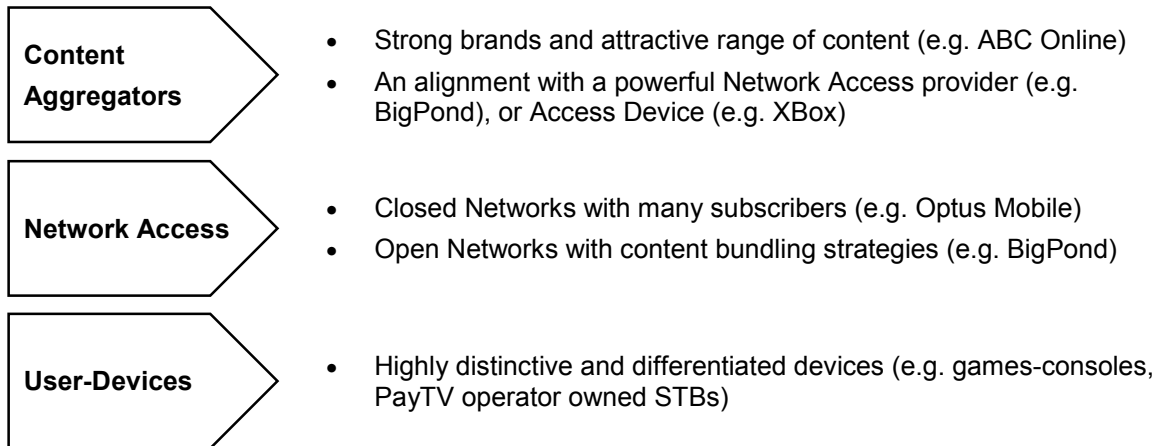 Content
Aggregators
• Strong brands and attractive range of content (e.g. ABC Online)
• An alignment with a powerful Network Access provider (e.g.
BigPond), or Access Device (e.g. XBox)
Network Access
• Closed Networks with many subscribers (e.g. Optus Mobile)
• Open Networks with content bundling strategies (e.g. BigPond)
User-Devices
• Highly distinctive and differentiated devices (e.g. games-consoles,
PayTV operator owned STBs)